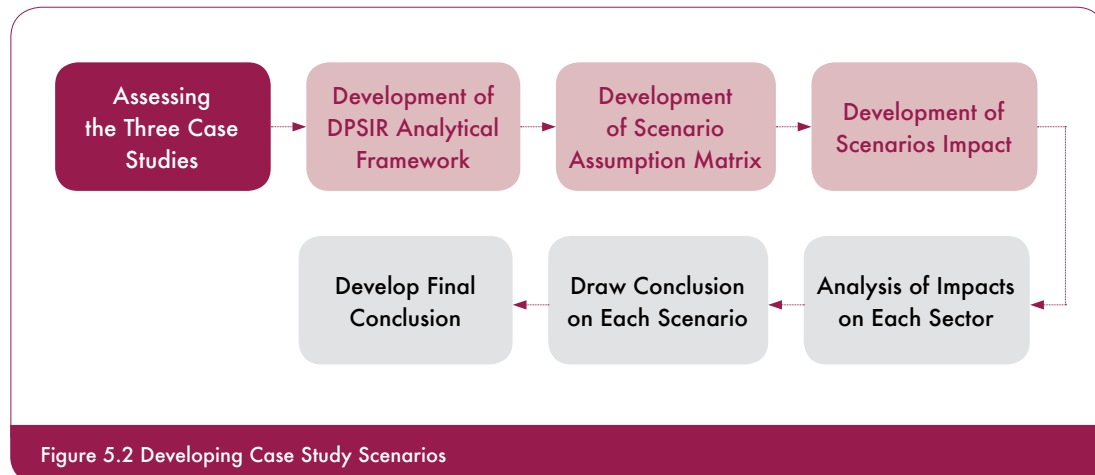 Assessing
the Three Case
Studies
Development of
DPSIR Analytical
Framework
Development
of Scenario
Assumption Matrix
Development of
Scenarios Impact
Analysis of Impacts
on Each Sector
Draw Conclusion
on Each Scenario
Develop Final
Conclusion
Figure 5.2 Developing Case Study Scenarios